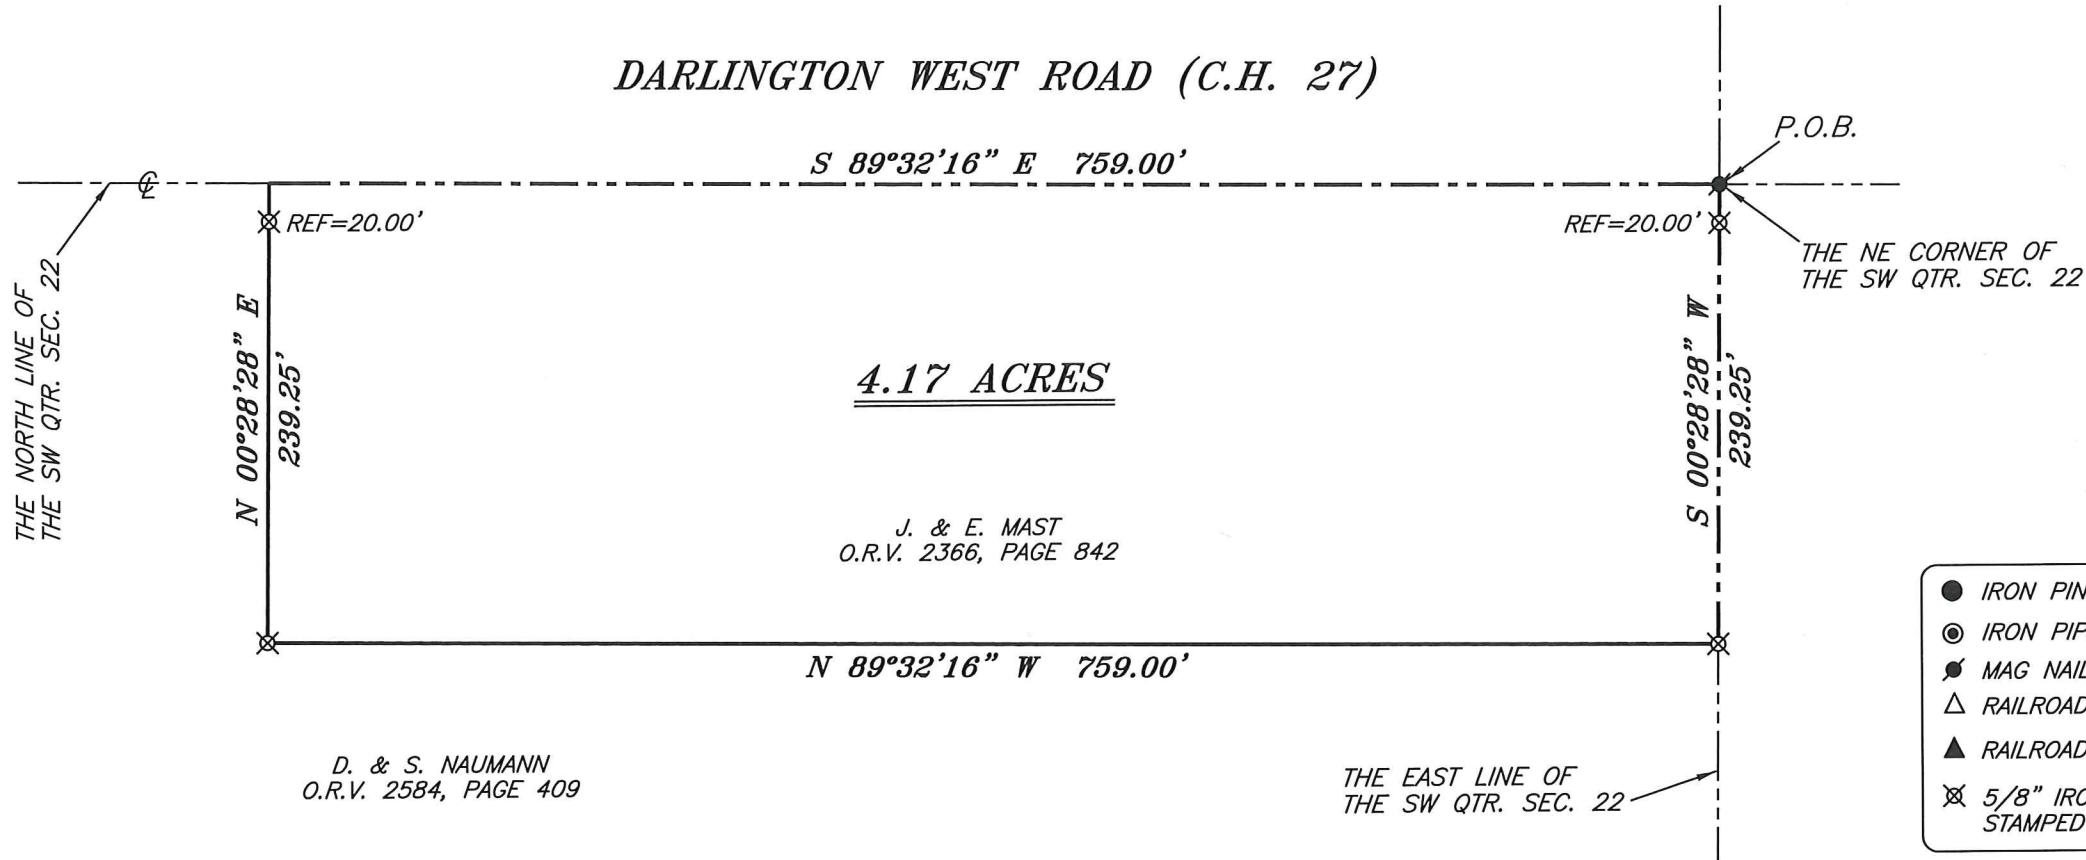 DARLINGTON WEST ROAD (C.H. 27)
P.O.B.
S 89°32'16" E 759.00'
℄
REF=20.00'
REF=20.00'
THE NE CORNER OF
THE SW QTR. SEC. 22
THE NORTH LINE OF
THE SW QTR. SEC. 22
N 00°28'28" E
239.25'
S 00°28'28" W
239.25'
4.17 ACRES
J. & E. MAST
O.R.V. 2366, PAGE 842
N 89°32'16" W 759.00'
D. & S. NAUMANN
O.R.V. 2584, PAGE 409
THE EAST LINE OF
THE SW QTR. SEC. 22
IRON PIN
IRON PIP
MAG NAIL
RAILROAD
RAILROAD
5/8" IRO
STAMPED